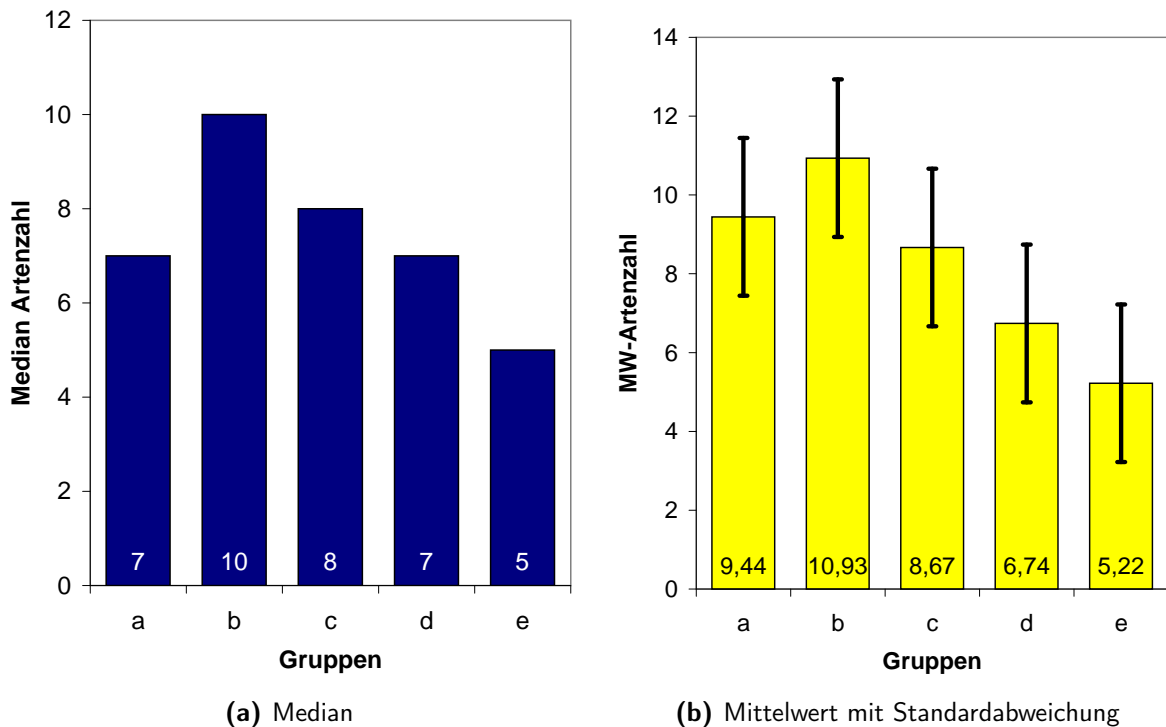 12
10
8
6
4
2
0
Median Artenzahl
7 10 8 7 5
a b c d e
Gruppen
(a) Median
14
12
10
8
6
4
2
0
MW-Artenzahl
9,44 10,93 8,67 6,74 5,22
a b c d e
Gruppen
(b) Mittelwert mit Standardabweichung